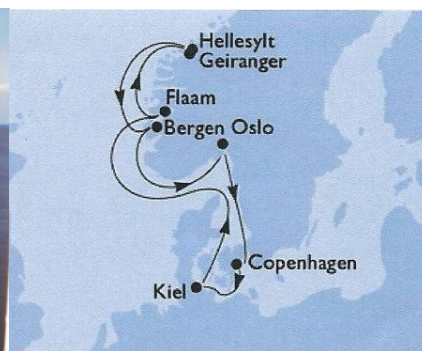 Hellesylt
Geiranger
Flaam
Bergen Oslo
Copenhagen
Kiel